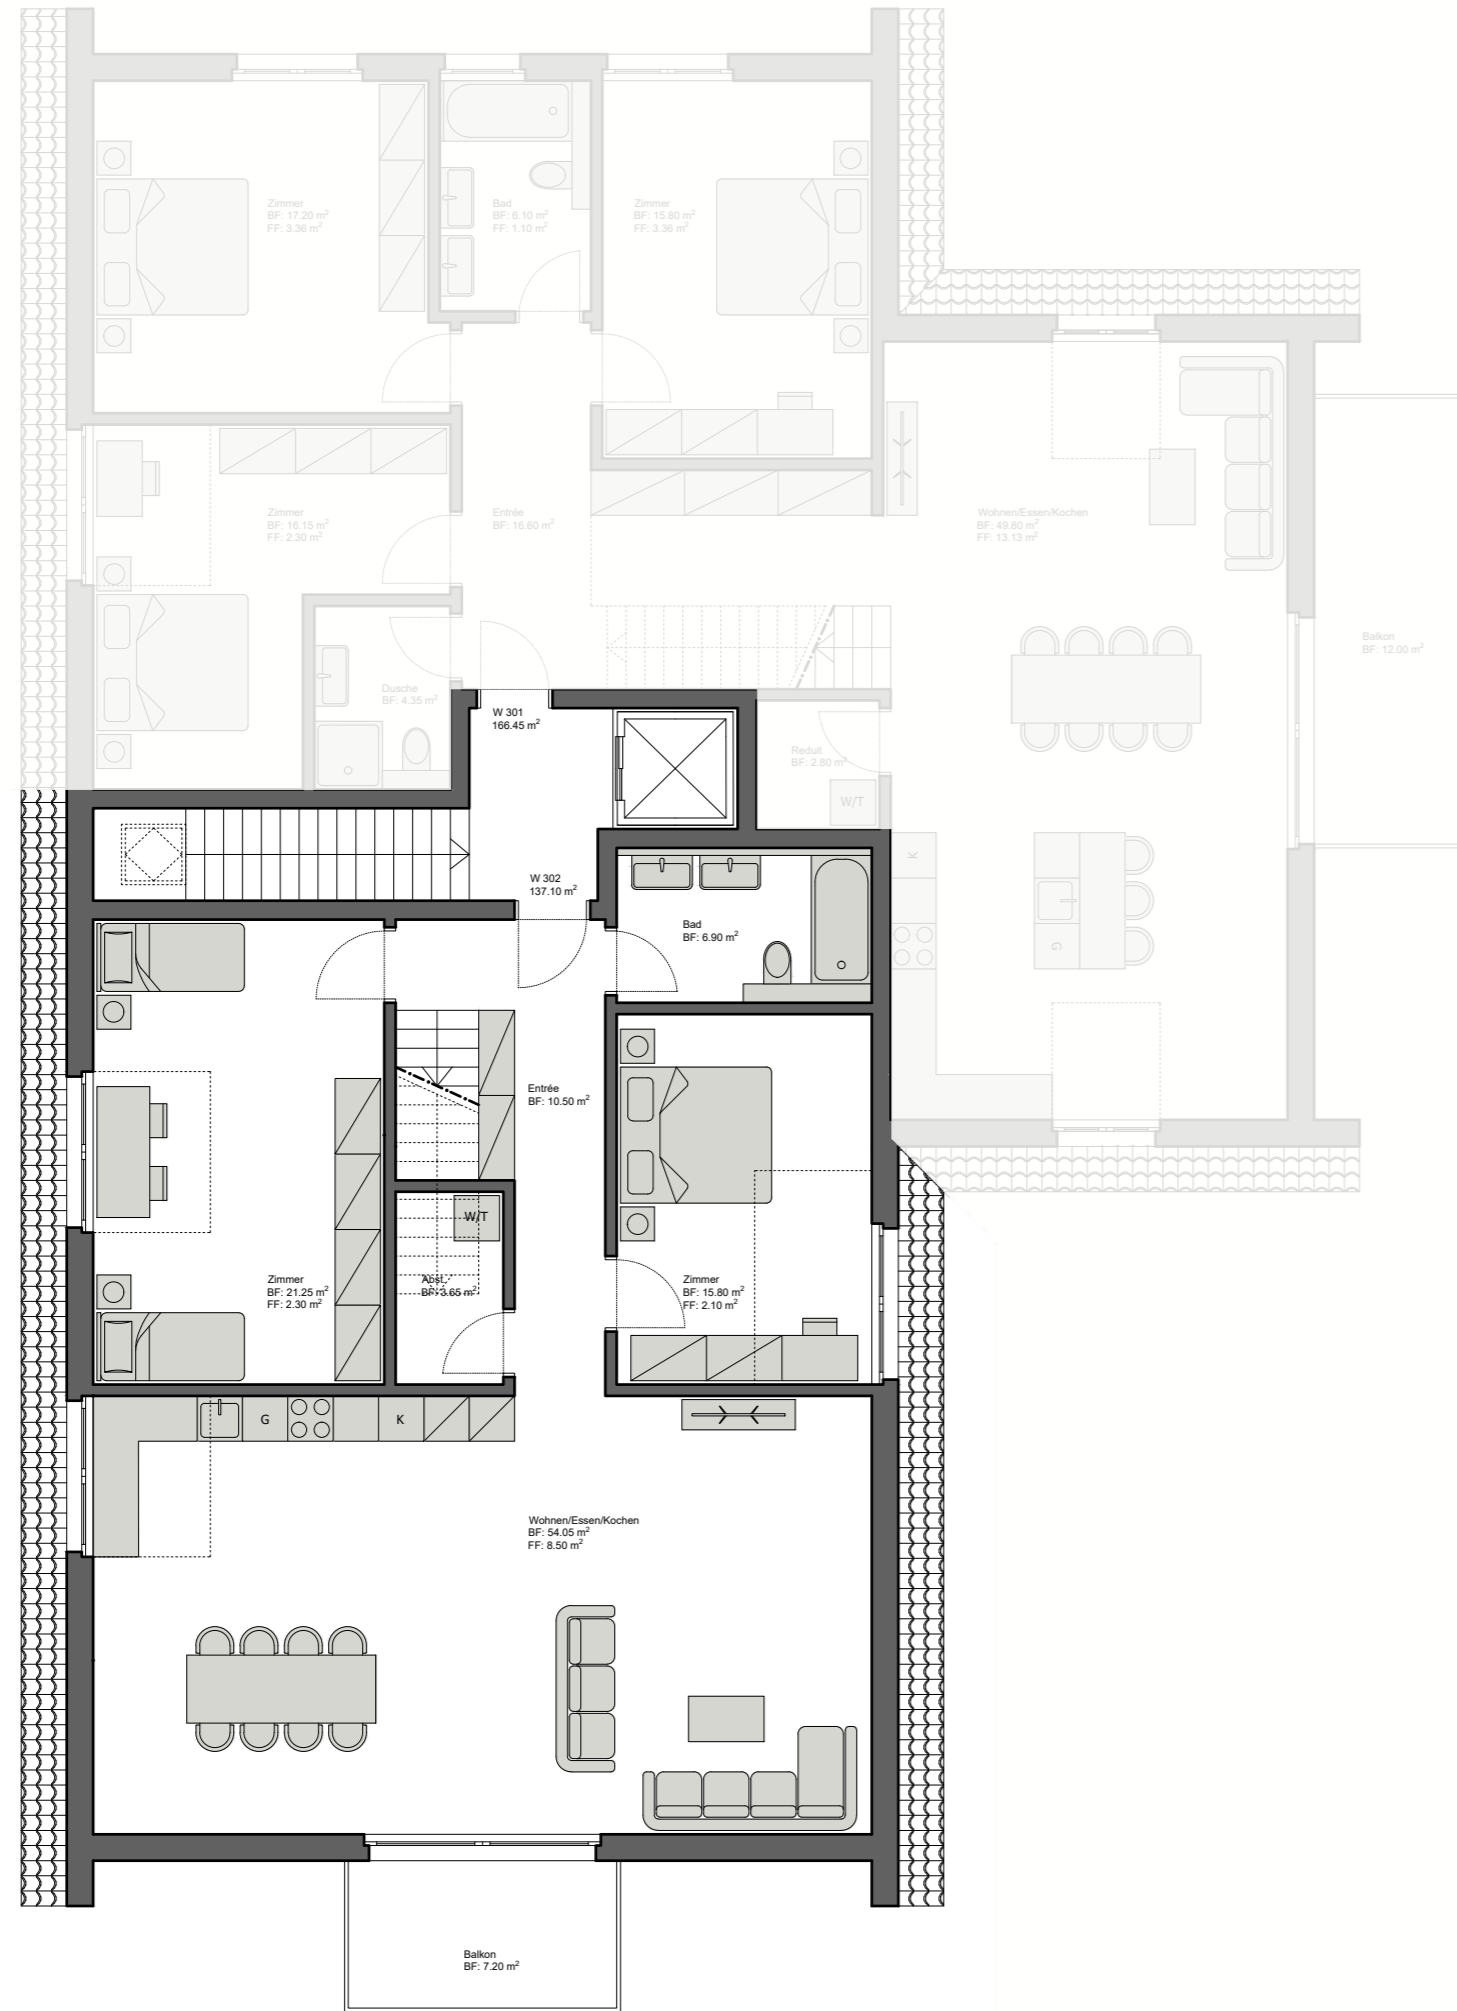 Zimmer
BF: 17.20 m²
FF: 3.36 m²
Bad
BF: 6.10 m²
FF: 1.10 m²
Zimmer
BF: 15.80 m²
FF: 3.36 m²
Zimmer
BF: 16.15 m²
FF: 2.30 m²
Entrée
BF: 16.60 m²
Wohnen/Essen/Kochen
BF: 49.80 m²
FF: 13.13 m²
Balkon
BF: 12.00 m²
Dusche
BF: 4.35 m²
W 301
166.45 m²
Reduit
BF: 2.80 m²
W/T
K
G
W 302
137.10 m²
Bad
BF: 6.90 m²
Entrée
BF: 10.50 m²
W/T
Abst.
BF: 3.65 m²
Zimmer
BF: 21.25 m²
FF: 2.30 m²
Zimmer
BF: 15.80 m²
FF: 2.10 m²
G
K
Wohnen/Essen/Kochen
BF: 54.05 m²
FF: 8.50 m²
Balkon
BF: 7.20 m²